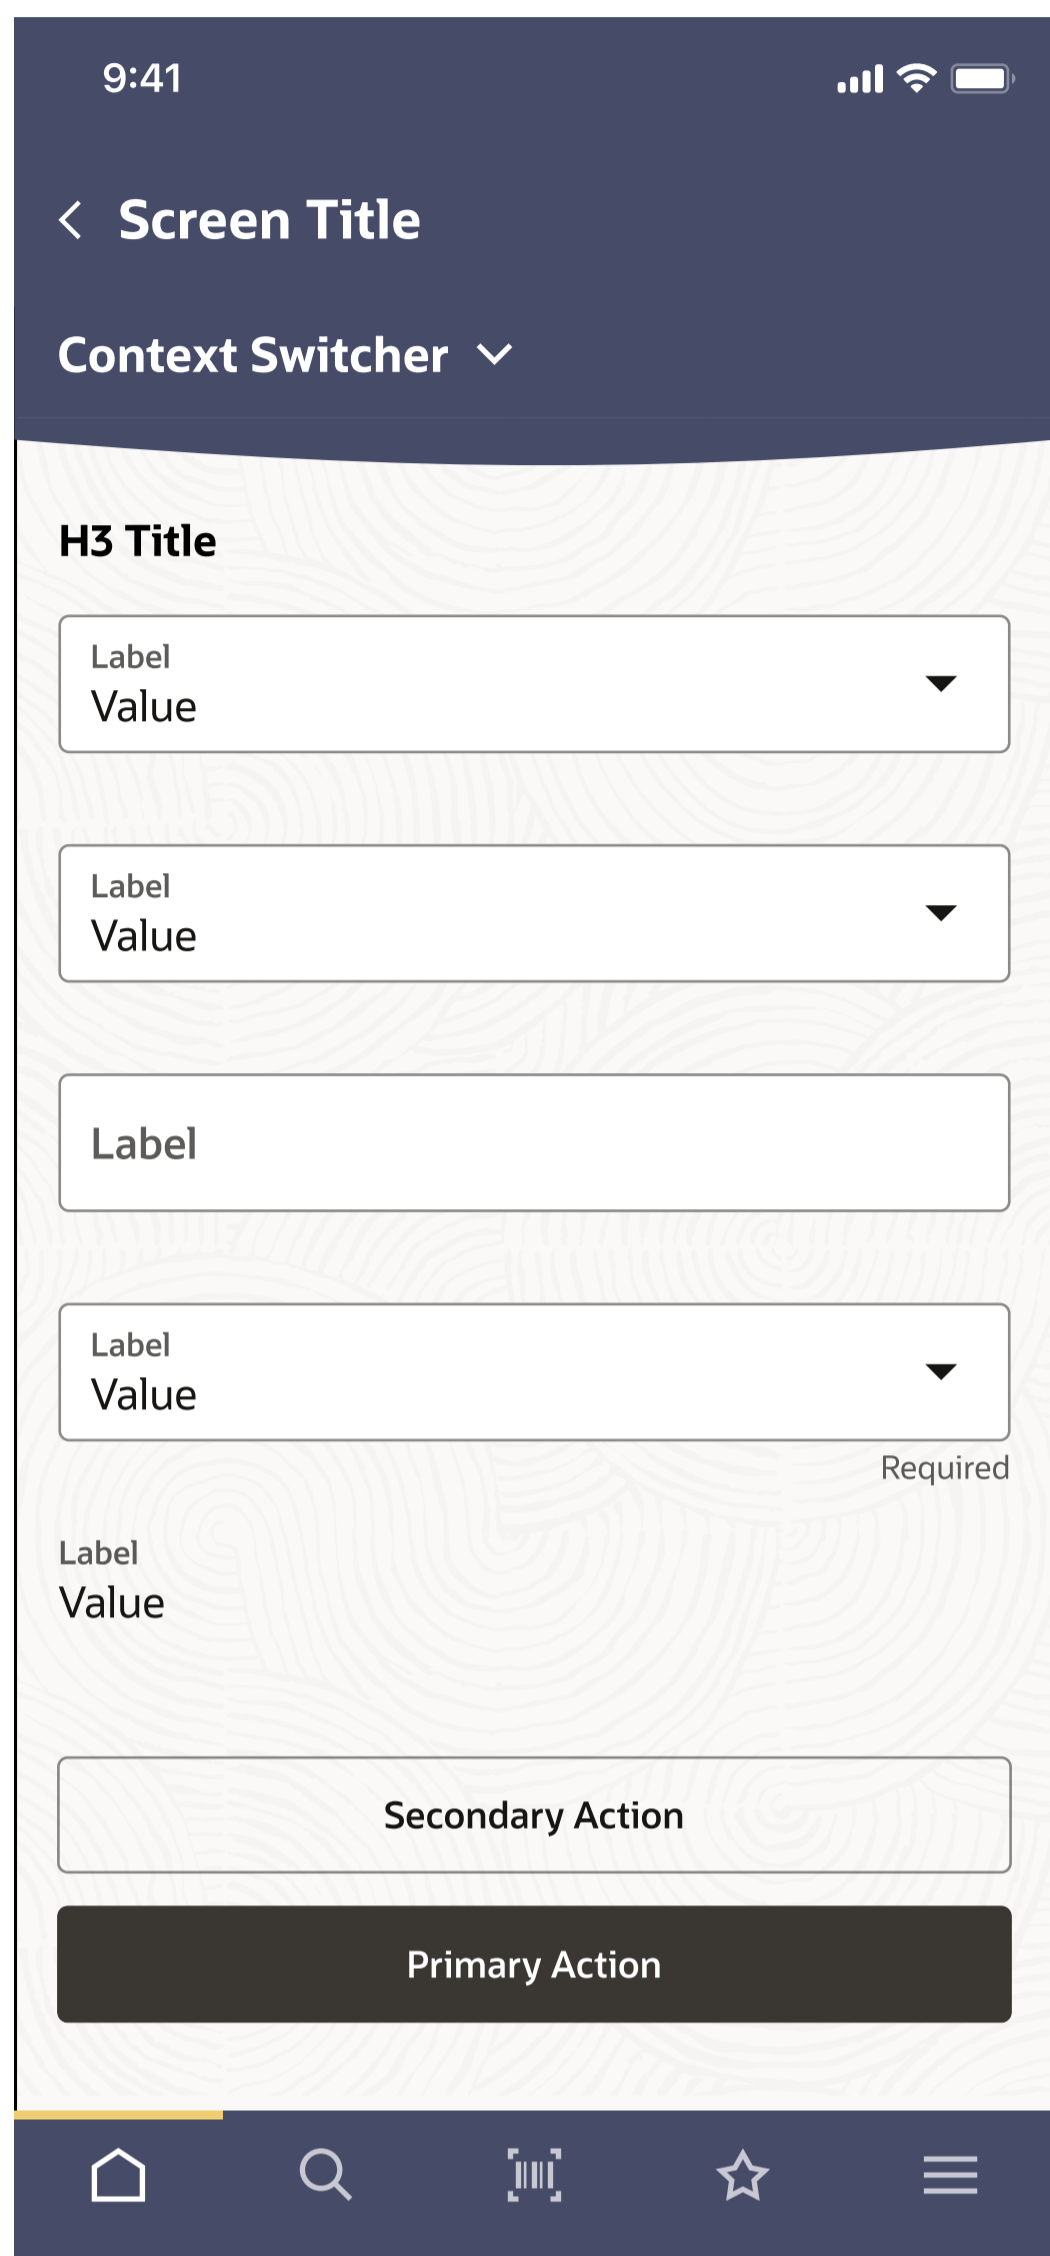 9:41
Screen Title
Context Switcher
H3 Title
Label
Value
Label
Value
Label
Label
Value
Required
Label
Value
Secondary Action
Primary Action